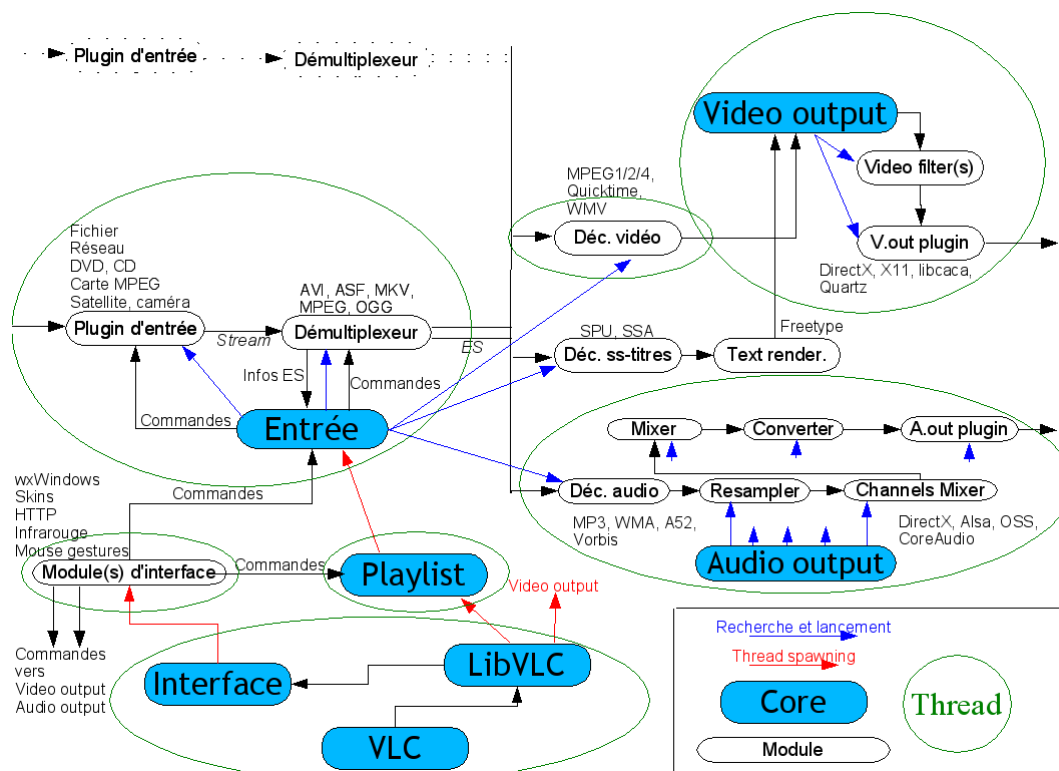 Plugin d'entrée
Démultiplexeur
Video output
Video filter(s)
V.out plugin
DirectX, X11, libcaca,
Quartz
MPEG1/2/4,
Quicktime,
WMV
Déc. vidéo
Fichier
Réseau
DVD, CD
Carte MPEG
Satellite, caméra
Plugin d'entrée
Stream
AVI, ASF, MKV,
MPEG, OGG
Démultiplexeur
ES
Infos ES
Commandes
Commandes
Entrée
SPU, SSA
Déc. ss-titres
Freetype
Text render.
Mixer
Converter
A.out plugin
Déc. audio
Resampler
Channels Mixer
MP3, WMA, A52,
Vorbis
DirectX, Alsa, OSS,
CoreAudio
Audio output
wxWindows
Skins
HTTP
Infrarouge
Mouse gestures
Commandes
Module(s) d'interface
Commandes
Playlist
Video output
Commandes
vers
Video output
Audio output
Interface
LibVLC
VLC
Recherche et lancement
Thread spawning
Core
Module
Thread